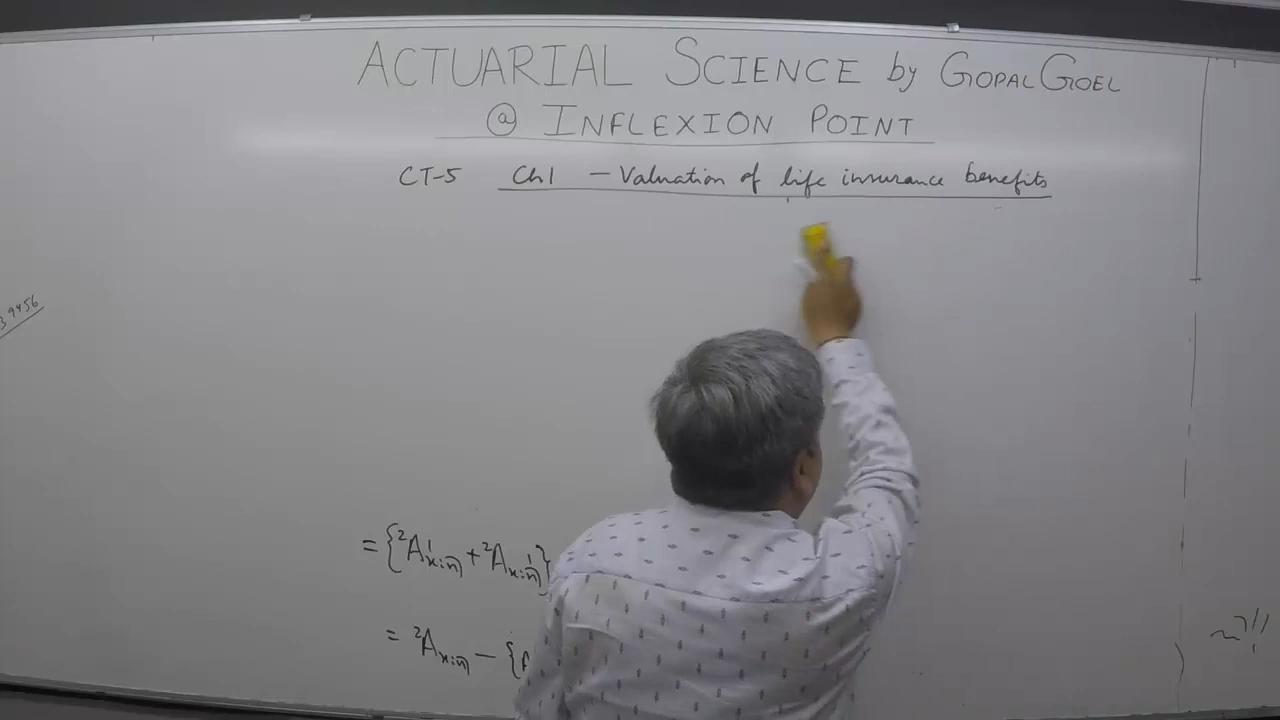 ACTUARIAL SCIENCE by GOPAL GOEL
@ INFLEXION POINT
CT-5 Ch1 – Valuation of life insurance benefits
39456
= {²A¹x:n̅| + ²Ax:n̅|¹}
= ²Ax:n̅| – {